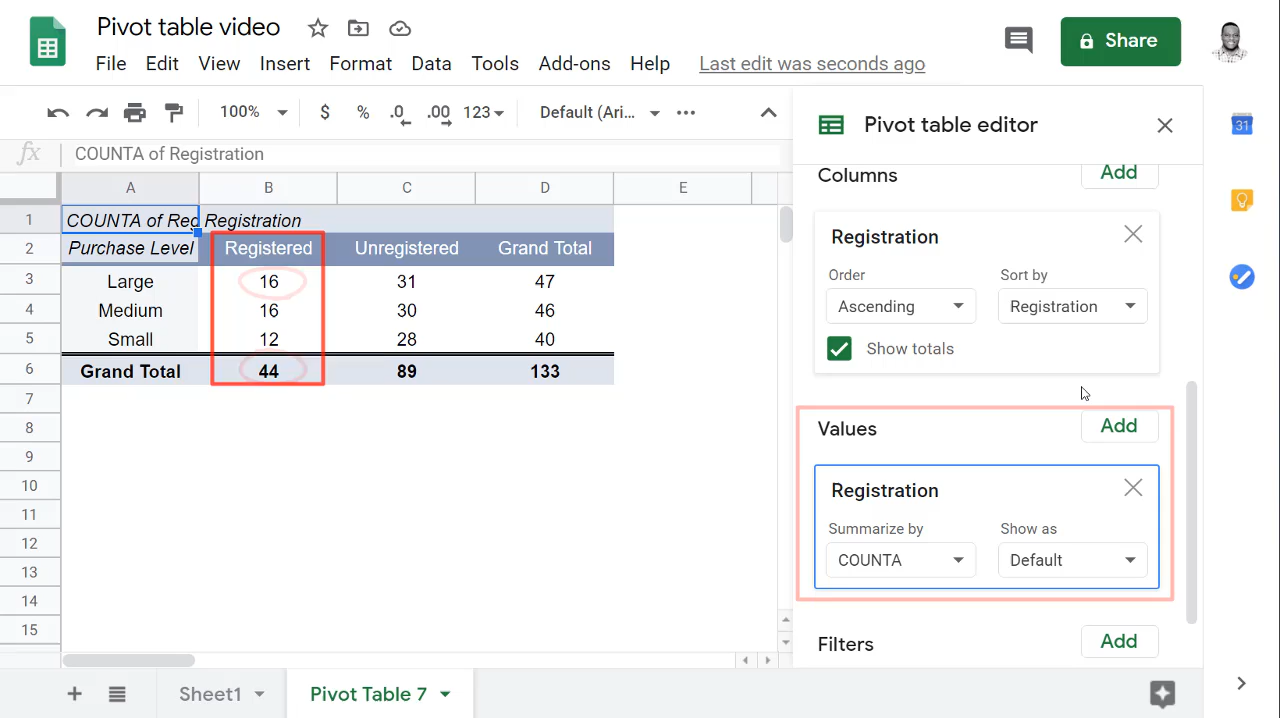 Pivot table video
File Edit View Insert Format Data Tools Add-ons Help Last edit was seconds ago
Share
100% $ % .0 .00 123 Default (Ari...
fx COUNTA of Registration
A B C D E
1 COUNTA of Reg Registration
2 Purchase Level Registered Unregistered Grand Total
3 Large 16 31 47
4 Medium 16 30 46
5 Small 12 28 40
6 Grand Total 44 89 133
7
8
9
10
11
12
13
14
15
Sheet1 Pivot Table 7
Pivot table editor
Columns Add
Registration
Order Sort by
Ascending Registration
Show totals
Values Add
Registration
Summarize by Show as
COUNTA Default
Filters Add
31